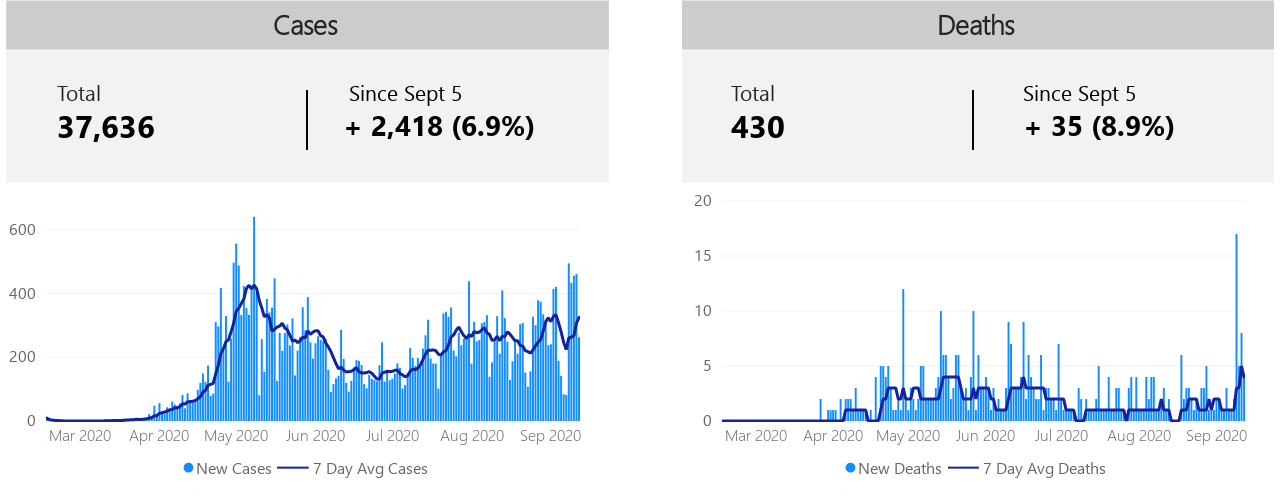 Cases
Total
37,636
Since Sept 5
+ 2,418 (6.9%)
600
400
200
0
Mar 2020 Apr 2020 May 2020 Jun 2020 Jul 2020 Aug 2020 Sep 2020
New Cases 7 Day Avg Cases
Deaths
Total
430
Since Sept 5
+ 35 (8.9%)
20
15
10
5
0
Mar 2020 Apr 2020 May 2020 Jun 2020 Jul 2020 Aug 2020 Sep 2020
New Deaths 7 Day Avg Deaths